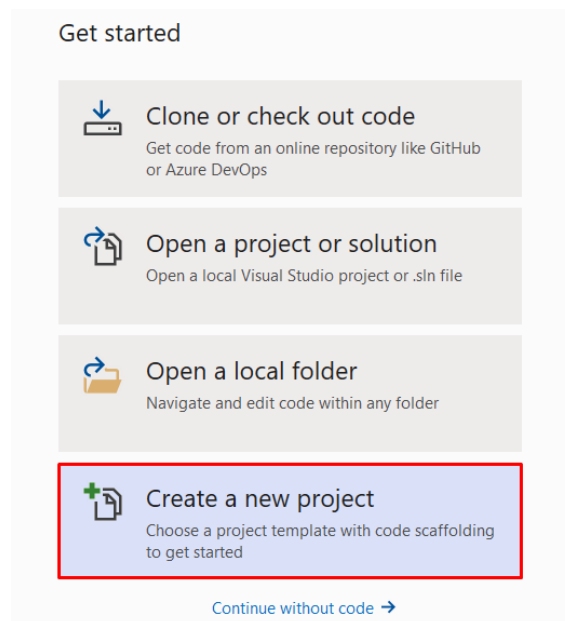 Get started
Clone or check out code
Get code from an online repository like GitHub
or Azure DevOps
Open a project or solution
Open a local Visual Studio project or .sln file
Open a local folder
Navigate and edit code within any folder
Create a new project
Choose a project template with code scaffolding
to get started
Continue without code →